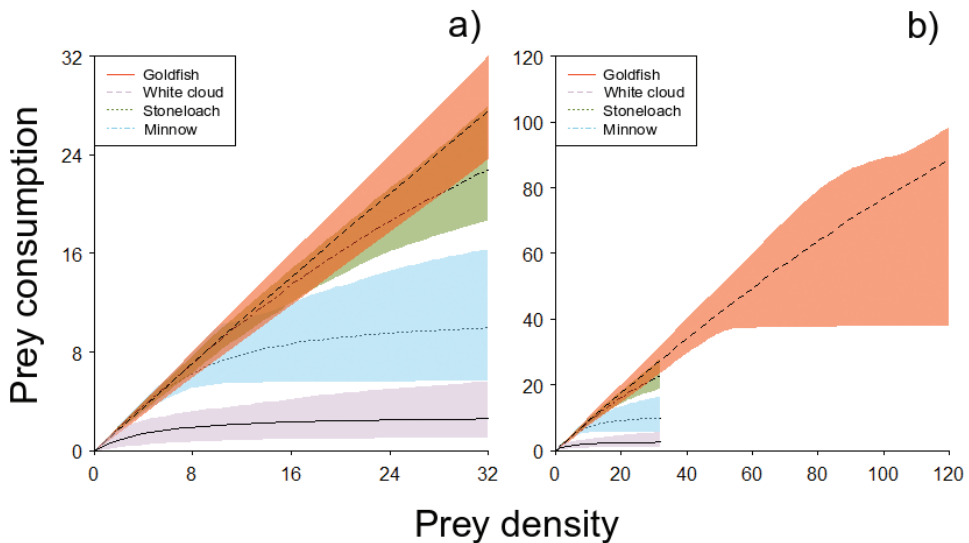 a)
b)
Prey consumption
32
24
16
8
0
0
8
16
24
32
Goldfish
White cloud
Stoneloach
Minnow
120
100
80
60
40
20
0
0
20
40
60
80
100
120
Goldfish
White cloud
Stoneloach
Minnow
Prey density